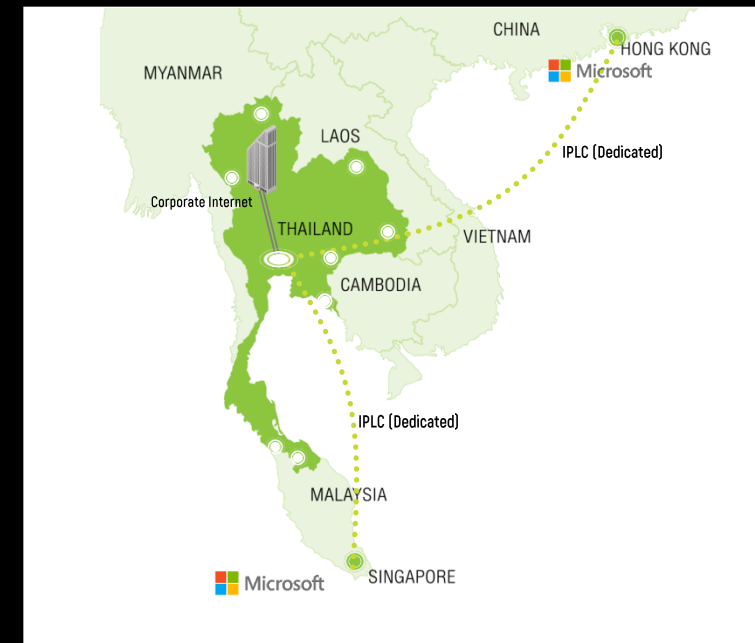 CHINA
HONG KONG
Microsoft
MYANMAR
LAOS
IPLC (Dedicated)
Corporate Internet
THAILAND
VIETNAM
CAMBODIA
IPLC (Dedicated)
MALAYSIA
SINGAPORE
Microsoft